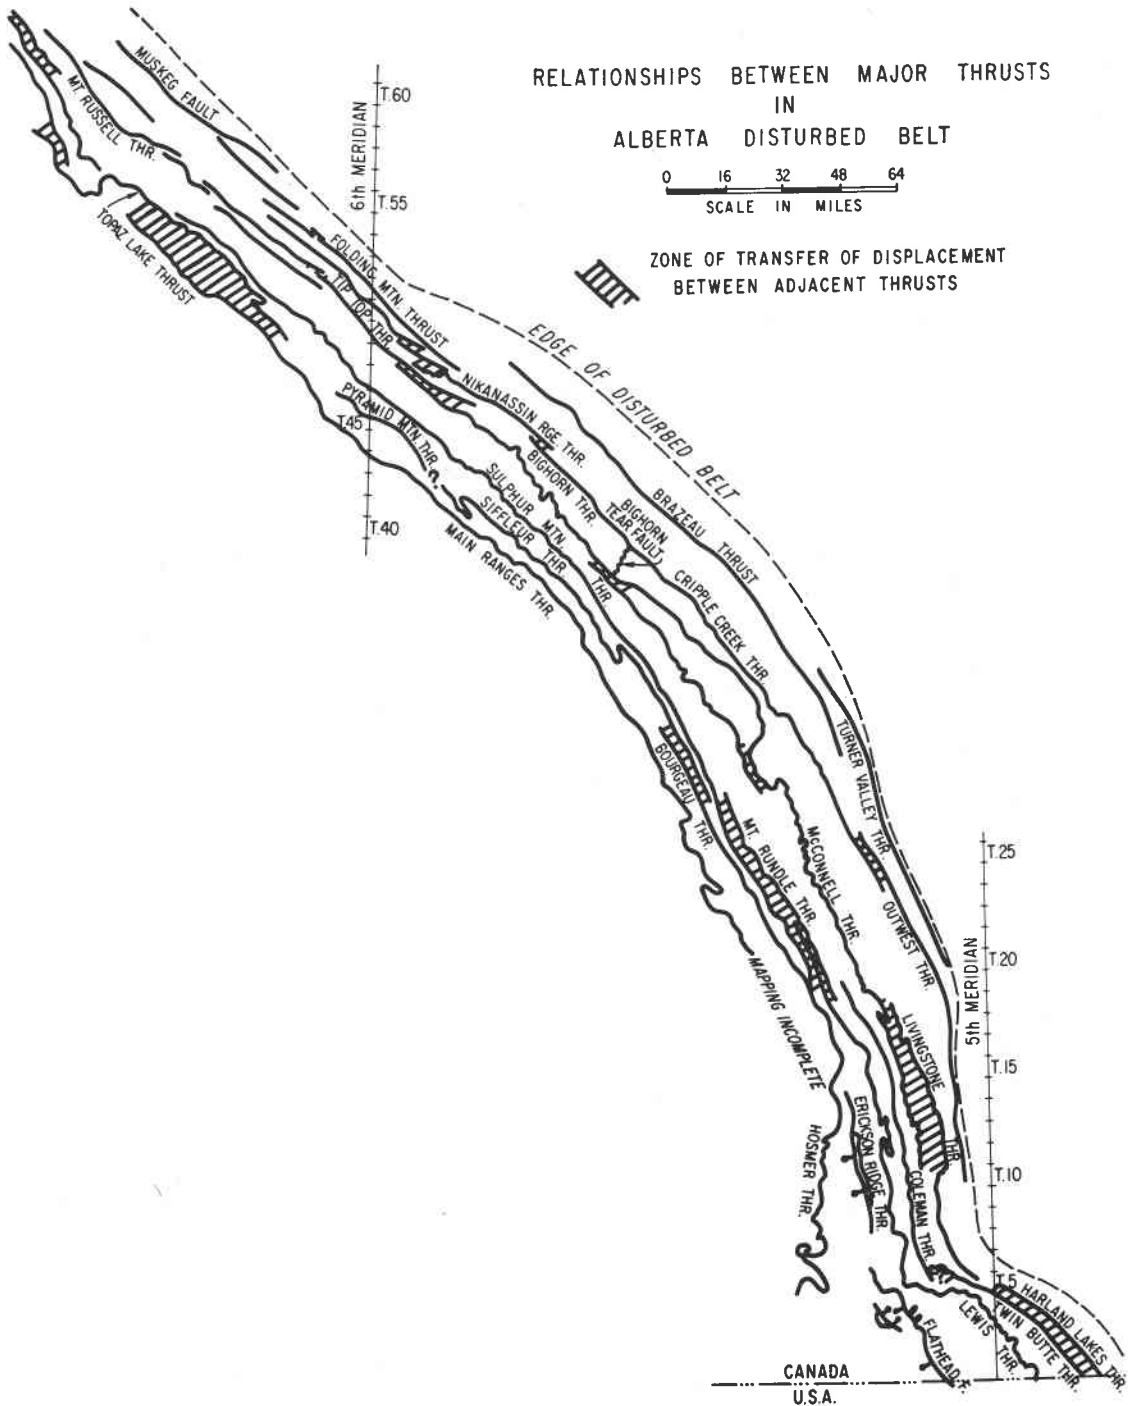 RELATIONSHIPS BETWEEN MAJOR THRUSTS
IN
ALBERTA DISTURBED BELT
0 16 32 48 64
SCALE IN MILES
ZONE OF TRANSFER OF DISPLACEMENT
BETWEEN ADJACENT THRUSTS
MUSKEG FAULT
MT. RUSSELL THR.
TOPAZ LAKE THRUST
6th MERIDIAN
T.60
T.55
T.45
T.40
FOLDING MTN. THRUST
TIP TOP THR.
EDGE OF DISTURBED BELT
NIKANASSIN RGE. THR.
PYRAMID MTN. THR.
BIGHORN THR.
BIGHORN
TEAR FAULT
BRAZEAU THRUST
SULPHUR MTN. THR.
SIFFLEUR THR.
MAIN RANGES THR.
CRIPPLE CREEK THR.
TURNER VALLEY THR.
BOURGEAU THR.
MT. RUNDLE THR.
McCONNELL THR.
OUTWEST THR.
5th MERIDIAN
T.25
T.20
T.15
T.10
T.5
MAPPING INCOMPLETE
LIVINGSTONE THR.
HOSMER THR.
ERICKSON RIDGE THR.
COLEMAN THR.
HARLAND LAKES THR.
TWIN BUTTE THR.
LEWIS THR.
FLATHEAD F.
CANADA
U.S.A.